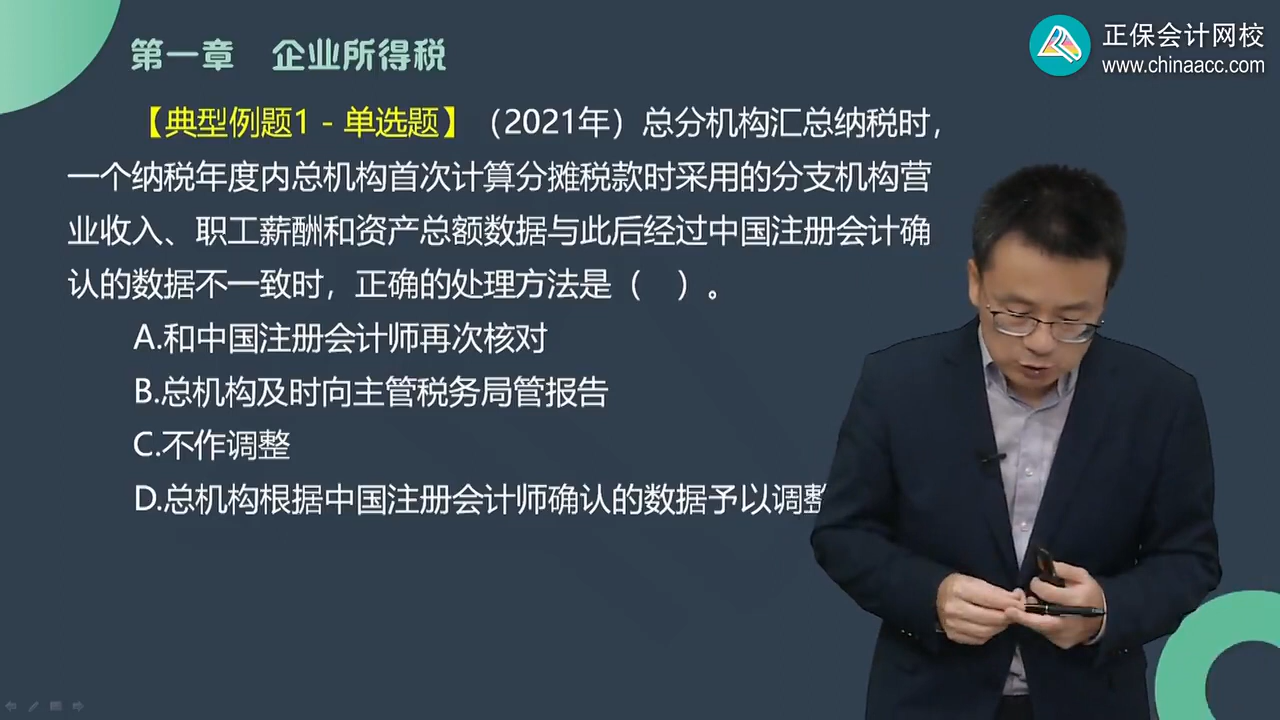 第一章 企业所得税
正保会计网校
www.chinaacc.com
【典型例题1－单选题】（2021年）总分机构汇总纳税时，
一个纳税年度内总机构首次计算分摊税款时采用的分支机构营
业收入、职工薪酬和资产总额数据与此后经过中国注册会计确
认的数据不一致时，正确的处理方法是（ ）。
A.和中国注册会计师再次核对
B.总机构及时向主管税务局管报告
C.不作调整
D.总机构根据中国注册会计师确认的数据予以调整